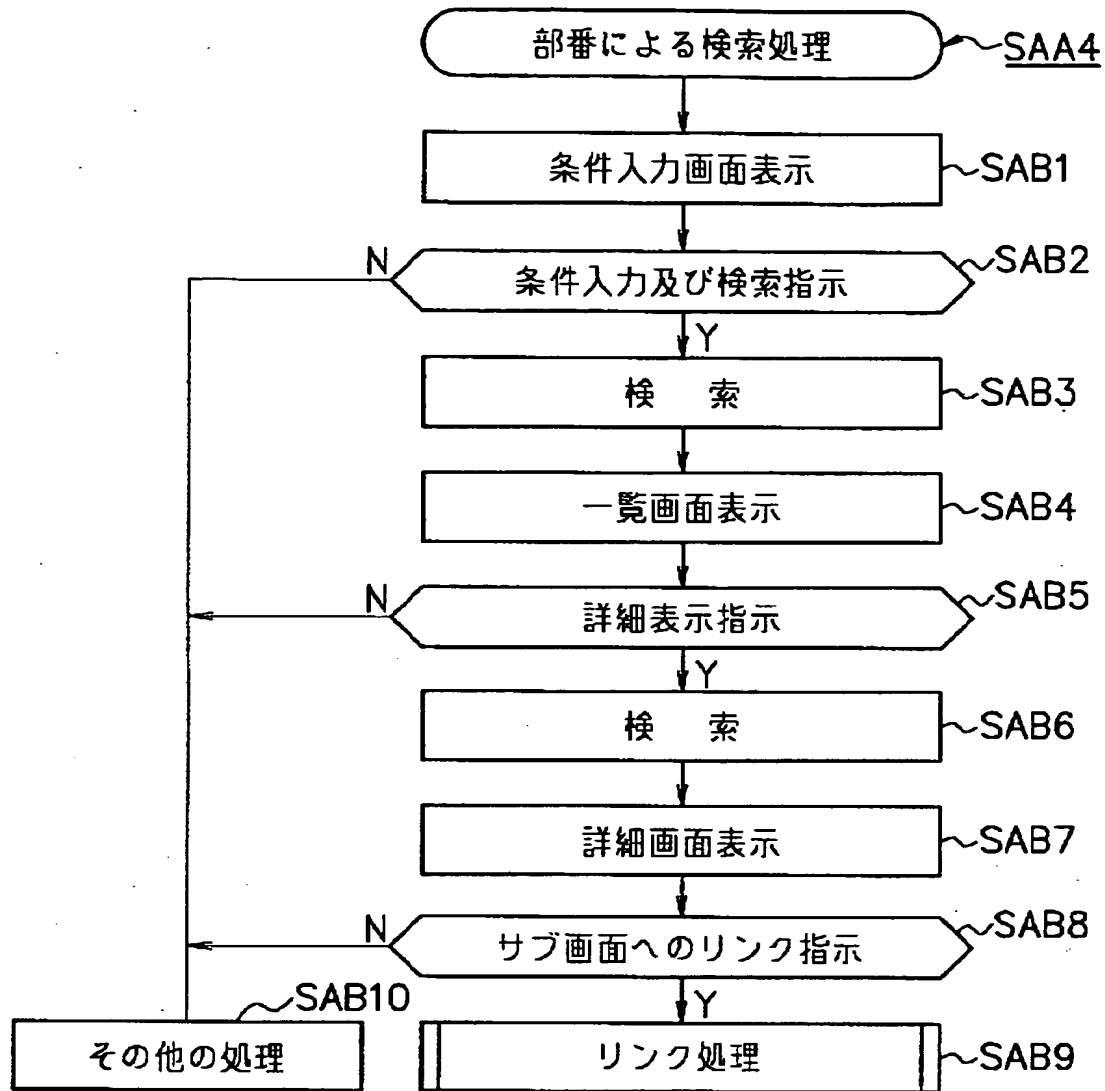 部番による検索処理 SAA4
条件入力画面表示 SAB1
N 条件入力及び検索指示 SAB2
Y
検 索 SAB3
一覧画面表示 SAB4
N 詳細表示指示 SAB5
Y
検 索 SAB6
詳細画面表示 SAB7
N サブ画面へのリンク指示 SAB8
Y
SAB10
その他の処理 リンク処理 SAB9